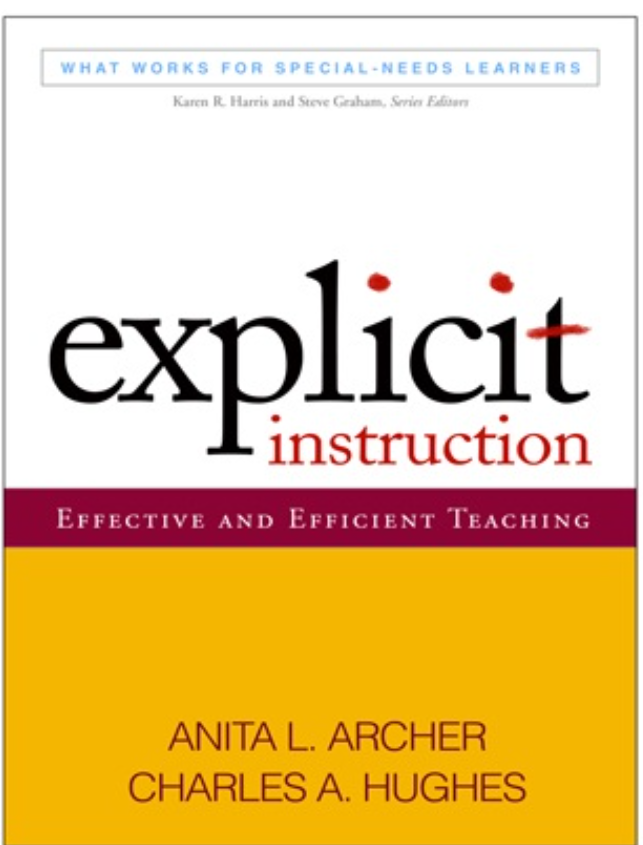 WHAT WORKS FOR SPECIAL-NEEDS LEARNERS
Karen R. Harris and Steve Graham, Series Editors
explicit
instruction
EFFECTIVE AND EFFICIENT TEACHING
ANITA L. ARCHER
CHARLES A. HUGHES